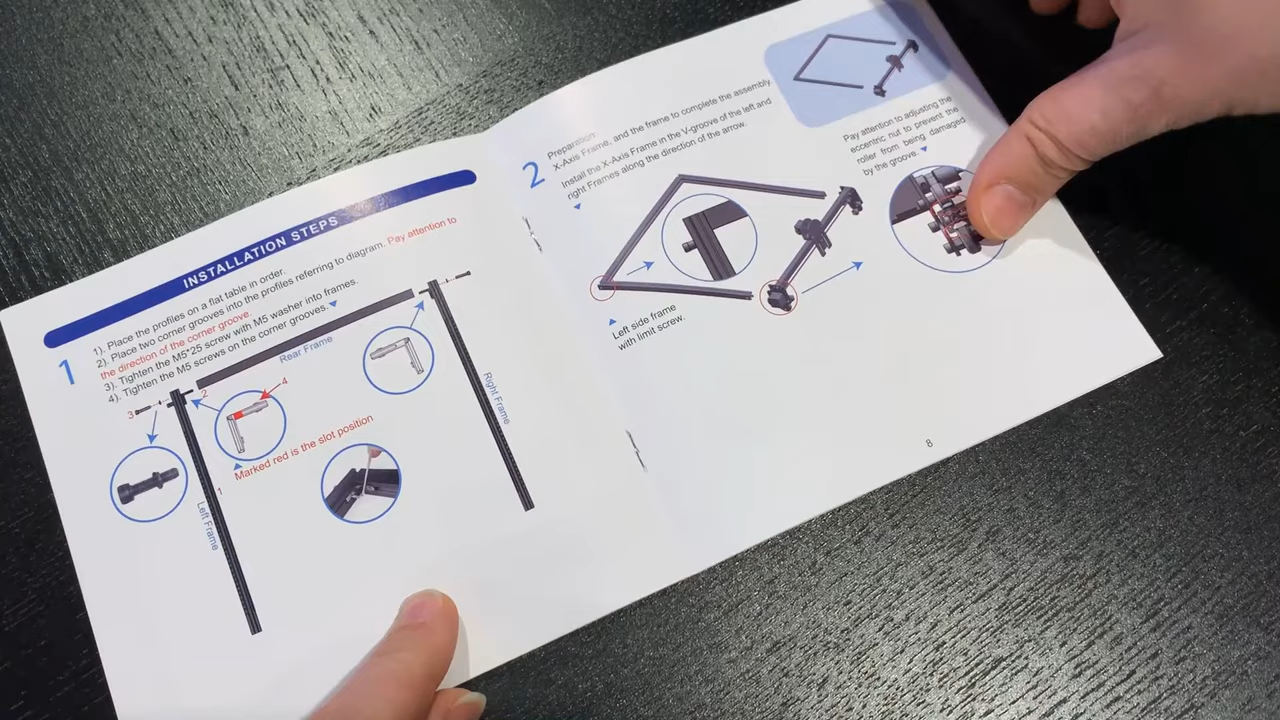 INSTALLATION STEPS
1
1). Place the profiles on a flat table in order.
2). Place two corner grooves into the profiles referring to diagram. Pay attention to
the direction of the corner groove.
3). Tighten the M5*25 screw with M5 washer into frames.
4). Tighten the M5 screws on the corner grooves.
Rear Frame
3
2
4
Marked red is the slot position
1
Left Frame
Right Frame
2
Preparation:
X-Axis Frame, and the frame to complete the assembly
Install the X-Axis Frame in the V-groove of the left and
right Frames along the direction of the arrow.
Left side frame
with limit screw.
Pay attention to adjusting the
eccentric nut to prevent the
roller from being damaged
by the groove.
8